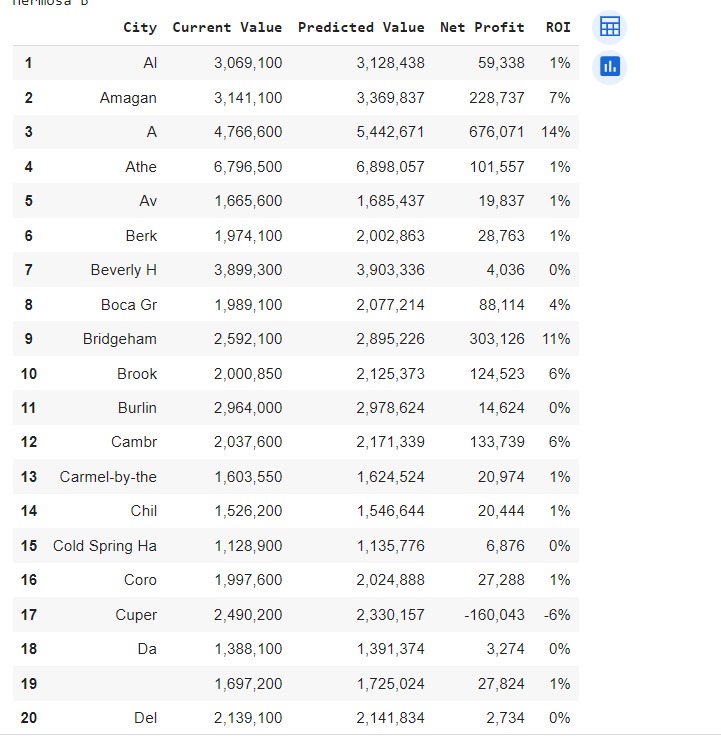 Hermosa B
City Current Value Predicted Value Net Profit ROI
1 Al 3,069,100 3,128,438 59,338 1%
2 Amagan 3,141,100 3,369,837 228,737 7%
3 A 4,766,600 5,442,671 676,071 14%
4 Athe 6,796,500 6,898,057 101,557 1%
5 Av 1,665,600 1,685,437 19,837 1%
6 Berk 1,974,100 2,002,863 28,763 1%
7 Beverly H 3,899,300 3,903,336 4,036 0%
8 Boca Gr 1,989,100 2,077,214 88,114 4%
9 Bridgeham 2,592,100 2,895,226 303,126 11%
10 Brook 2,000,850 2,125,373 124,523 6%
11 Burlin 2,964,000 2,978,624 14,624 0%
12 Cambr 2,037,600 2,171,339 133,739 6%
13 Carmel-by-the 1,603,550 1,624,524 20,974 1%
14 Chil 1,526,200 1,546,644 20,444 1%
15 Cold Spring Ha 1,128,900 1,135,776 6,876 0%
16 Coro 1,997,600 2,024,888 27,288 1%
17 Cuper 2,490,200 2,330,157 -160,043 -6%
18 Da 1,388,100 1,391,374 3,274 0%
19 1,697,200 1,725,024 27,824 1%
20 Del 2,139,100 2,141,834 2,734 0%